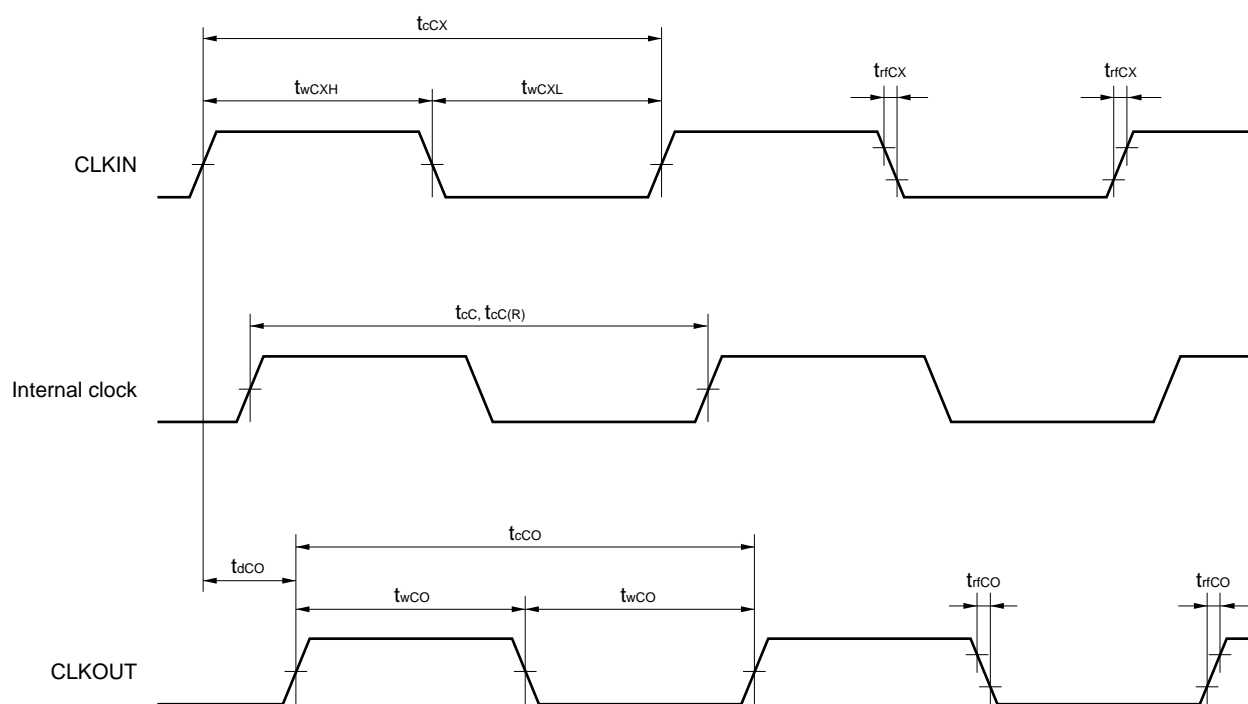 tcCX
twCXH
twCXL
trfCX
trfCX
CLKIN
tcC, tcC(R)
Internal clock
tcCO
tdCO
twCO
twCO
trfCO
trfCO
CLKOUT